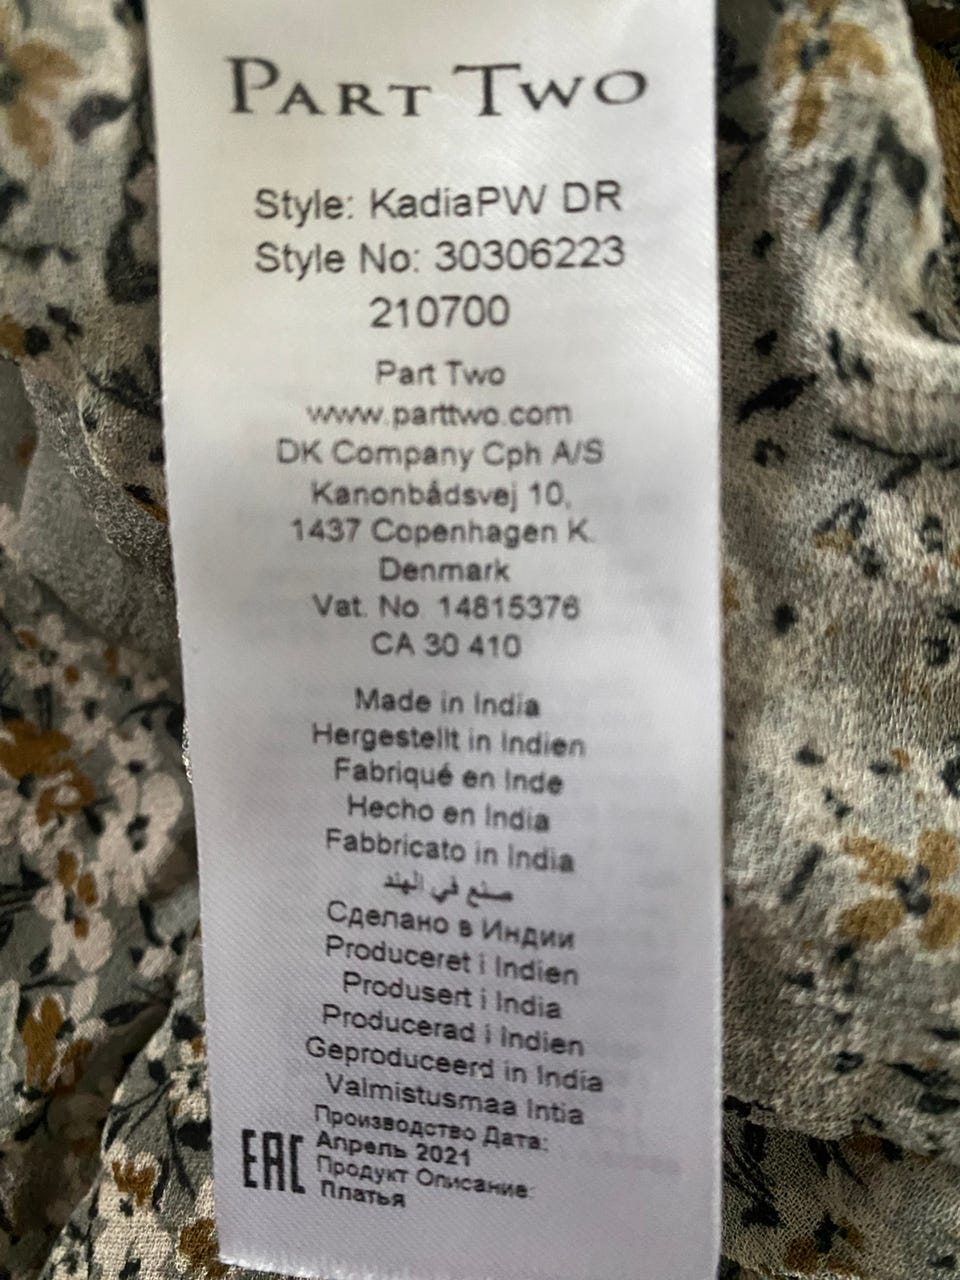 PART TWO
Style: KadiaPW DR
Style No: 30306223
210700
Part Two
www.parttwo.com
DK Company Cph A/S
Kanonbådsvej 10,
1437 Copenhagen K.
Denmark
Vat. No. 14815376
CA 30 410
Made in India
Hergestellt in Indien
Fabriqué en Inde
Hecho en India
Fabbricato in India
صنع في الهند
Сделано в Индии
Produceret i Indien
Produsert i India
Producerad i Indien
Geproduceerd in India
Valmistusmaa Intia
Производство Дата:
Апрель 2021
Продукт Описание:
Платья
EAC